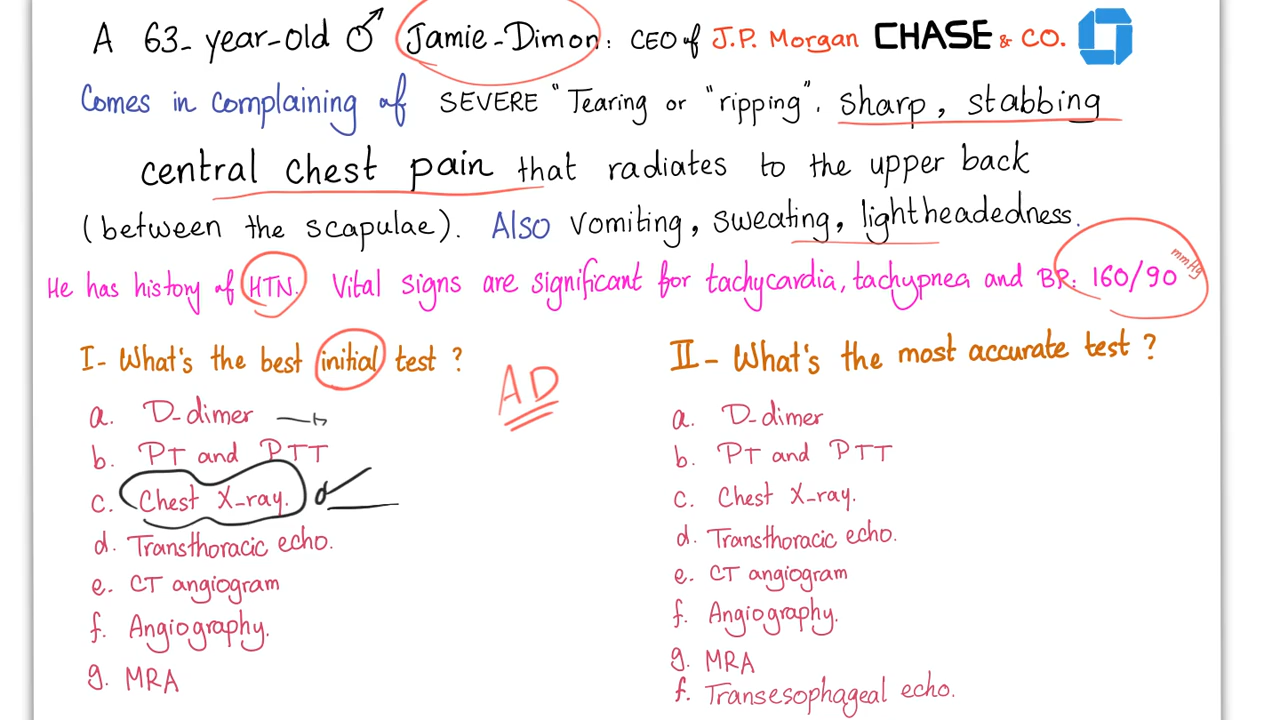 A 63- year-old ♂ Jamie-Dimon: CEO of J.P. Morgan CHASE & CO.
Comes in complaining of SEVERE "Tearing or "ripping". sharp, stabbing
central chest pain that radiates to the upper back
(between the scapulae). Also vomiting, sweating, lightheadedness.
He has history of HTN. Vital signs are significant for tachycardia, tachypnea and BP: 160/90 mmHg
I- What's the best initial test?
a. D-dimer
b. PT and PTT
c. Chest X-ray.
d. Transthoracic echo.
e. CT angiogram
f. Angiography.
g. MRA
AD
II- What's the most accurate test?
a. D-dimer
b. PT and PTT
c. Chest X-ray.
d. Transthoracic echo.
e. CT angiogram
f. Angiography.
g. MRA
f. Transesophageal echo.